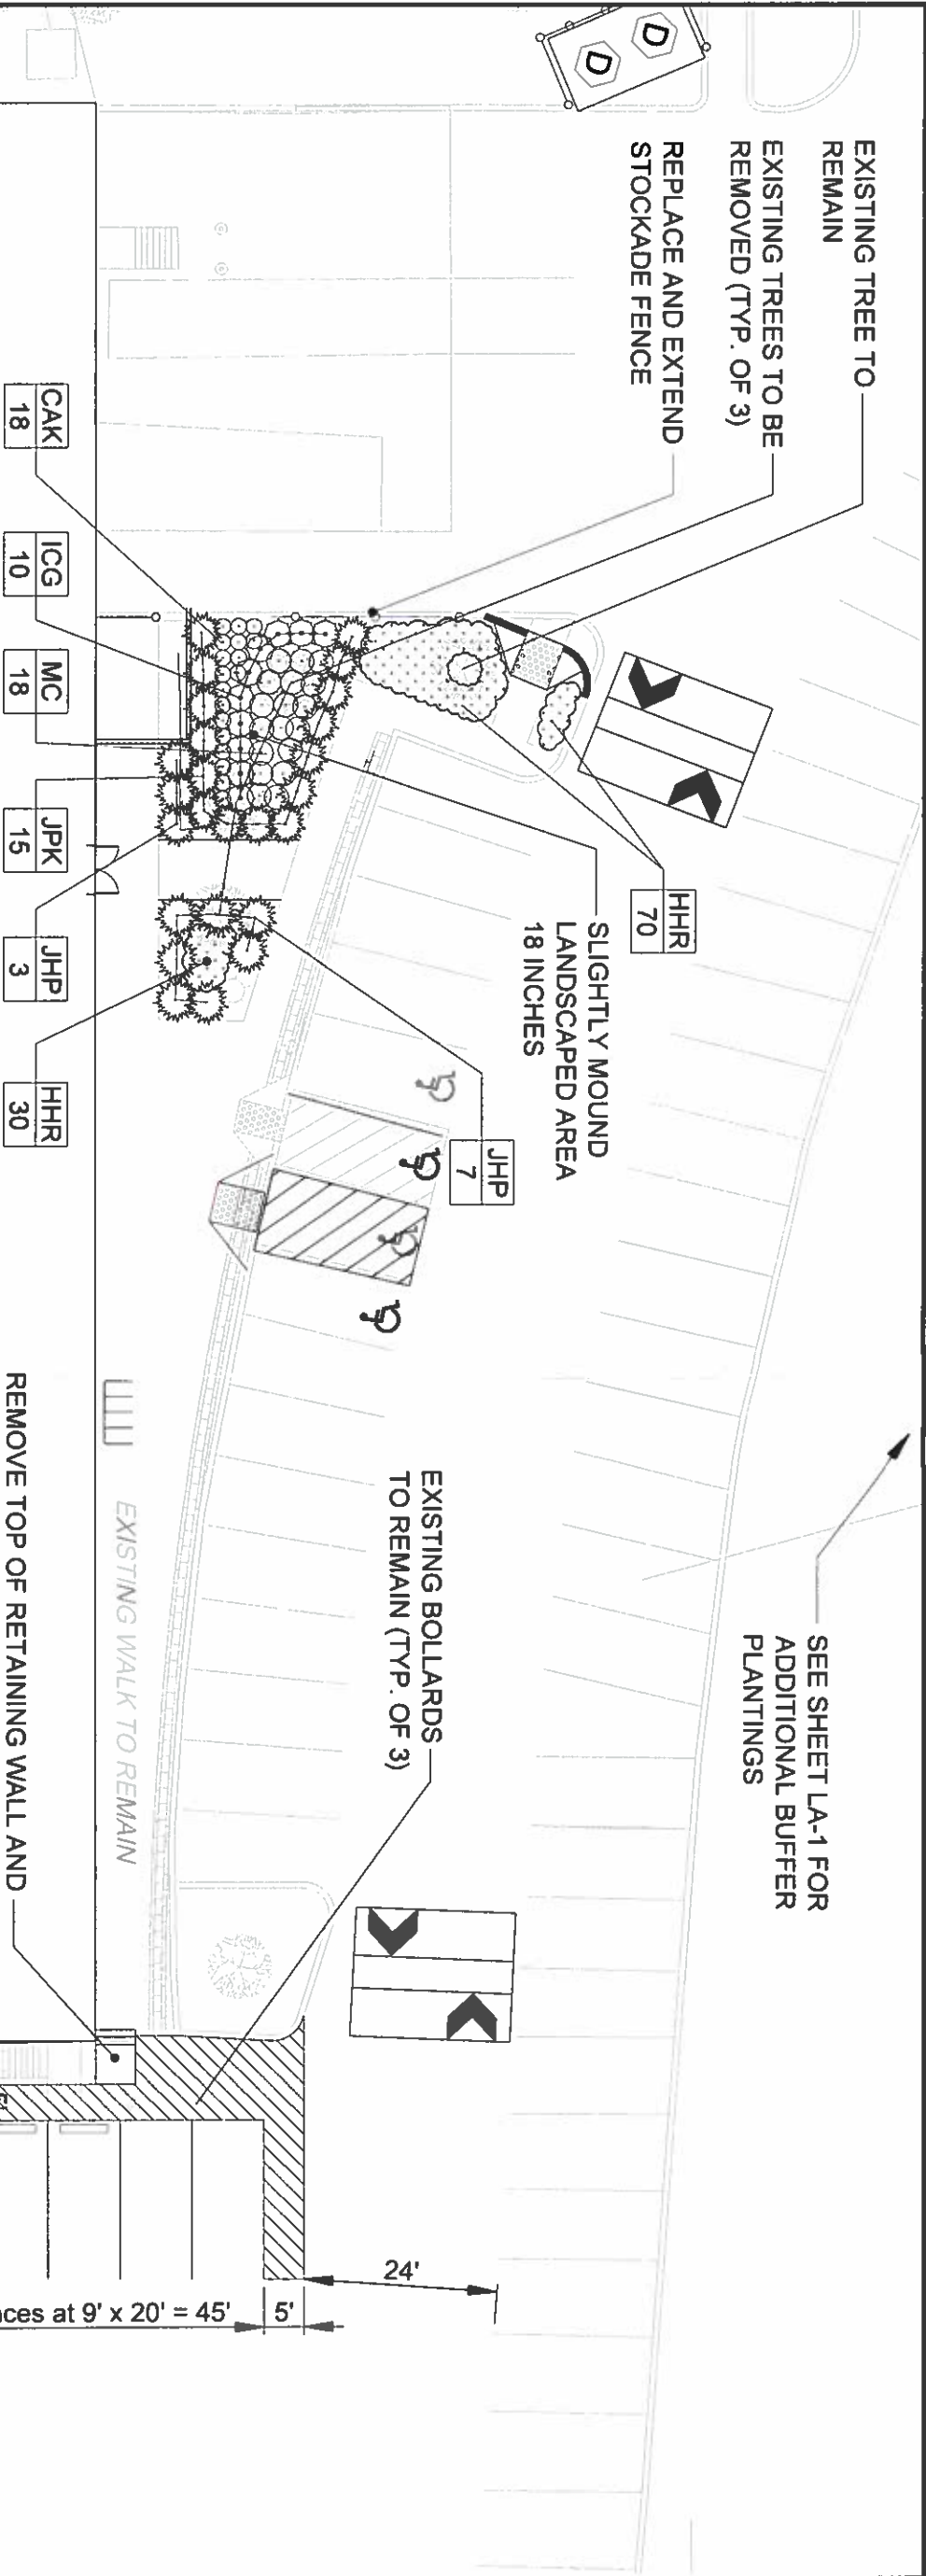 D
D
EXISTING TREE TO
REMAIN
EXISTING TREES TO BE
REMOVED (TYP. OF 3)
REPLACE AND EXTEND
STOCKADE FENCE
HHR
70
SLIGHTLY MOUND
LANDSCAPED AREA
18 INCHES
JHP
7
CAK
18
ICG
10
MC
18
JPK
15
JHP
3
HHR
30
SEE SHEET LA-1 FOR
ADDITIONAL BUFFER
PLANTINGS
EXISTING BOLLARDS
TO REMAIN (TYP. OF 3)
EXISTING WALK TO REMAIN
REMOVE TOP OF RETAINING WALL AND
24'
ces at 9' x 20' = 45'
5'